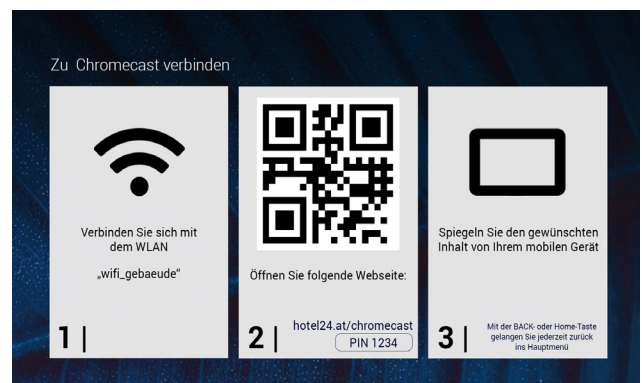 Zu Chromecast verbinden
Verbinden Sie sich mit
dem WLAN
„wifi_gebaeude“
1 |
Öffnen Sie folgende Webseite:
hotel24.at/chromecast
PIN 1234
2 |
Spiegeln Sie den gewünschten
Inhalt von Ihrem mobilen Gerät
3 |
Mit der BACK- oder Home-Taste
gelangen Sie jederzeit zurück
ins Hauptmenü